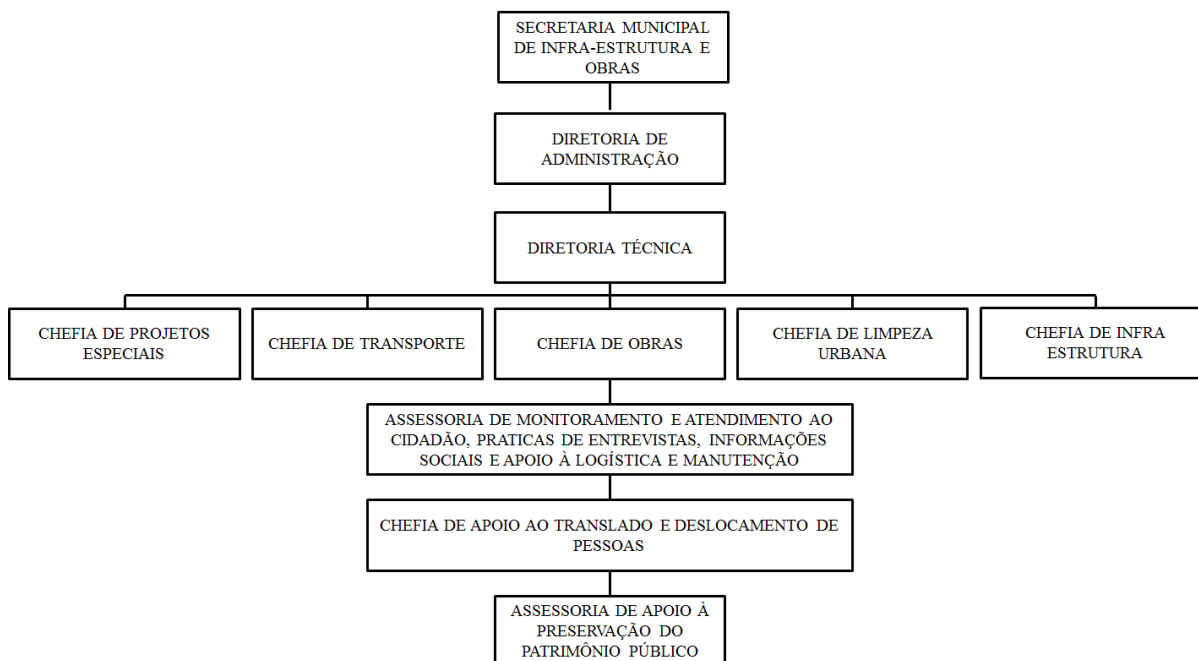 SECRETARIA MUNICIPAL
DE INFRA-ESTRUTURA E
OBRAS
DIRETORIA DE
ADMINISTRAÇÃO
DIRETORIA TÉCNICA
CHEFIA DE PROJETOS
ESPECIAIS
CHEFIA DE TRANSPORTE
CHEFIA DE OBRAS
CHEFIA DE LIMPEZA
URBANA
CHEFIA DE INFRA
ESTRUTURA
ASSESSORIA DE MONITORAMENTO E ATENDIMENTO AO
CIDADÃO, PRATICAS DE ENTREVISTAS, INFORMAÇÕES
SOCIAIS E APOIO À LOGÍSTICA E MANUTENÇÃO
CHEFIA DE APOIO AO TRANSLADO E DESLOCAMENTO DE
PESSOAS
ASSESSORIA DE APOIO À
PRESERVAÇÃO DO
PATRIMÔNIO PÚBLICO